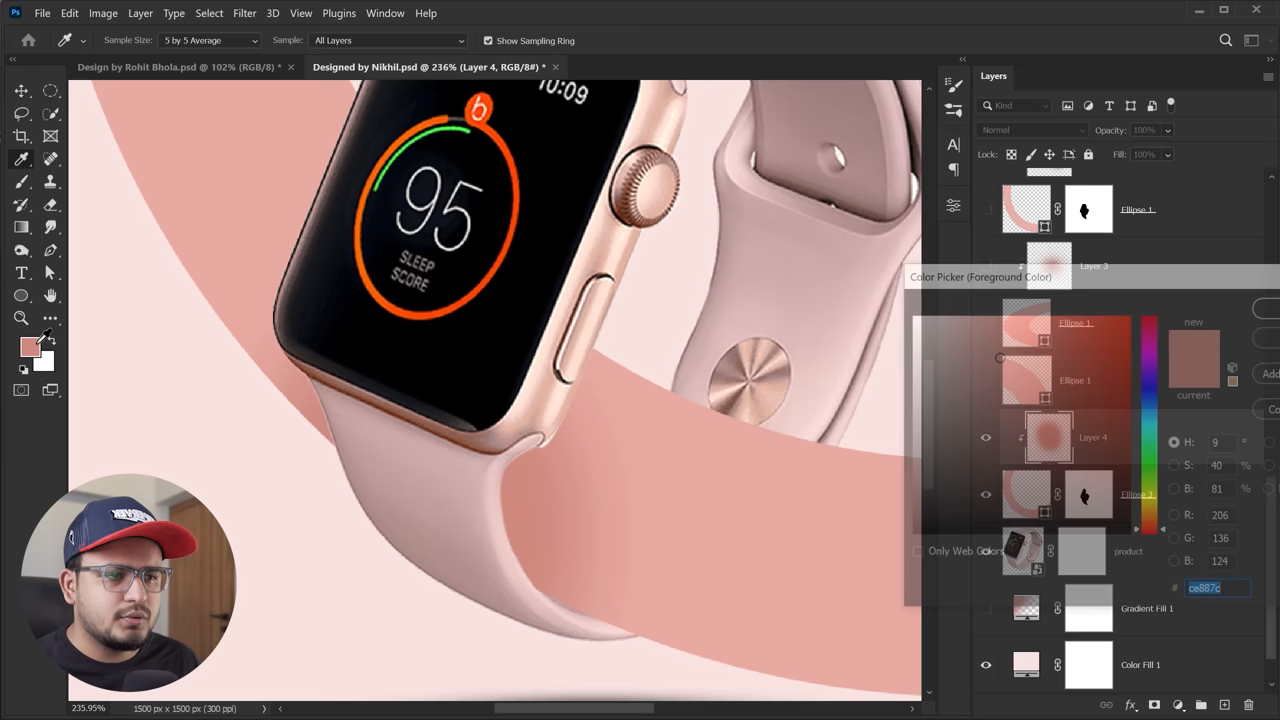 Ps File Edit Image Layer Type Select Filter 3D View Plugins Window Help
Sample Size: 5 by 5 Average Sample: All Layers Show Sampling Ring
Design by Rohit Bhola.psd @ 102% (RGB/8) * × Designed by Nikhil.psd @ 236% (Layer 4, RGB/8#) * ×
Layers
Kind
Normal Opacity: 100%
Lock: Fill: 100%
Ellipse 1
Layer 3
Color Picker (Foreground Color)
Ellipse 1
Ellipse 1
Layer 4
Ellipse 3
product
Gradient Fill 1
Color Fill 1
new
current
Add
H: 9 °
S: 40 %
B: 81 %
R: 206
G: 136
B: 124
# ce887c
Only Web Colors
10:09
95
SLEEP
SCORE
235.95% 1500 px x 1500 px (300 ppi)